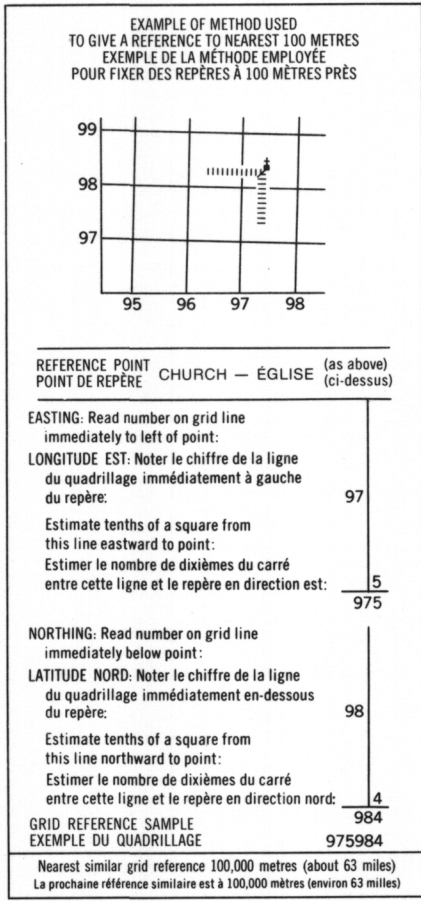 EXAMPLE OF METHOD USED
TO GIVE A REFERENCE TO NEAREST 100 METRES
EXEMPLE DE LA MÉTHODE EMPLOYÉE
POUR FIXER DES REPÈRES À 100 MÈTRES PRÈS
99
98
97
95 96 97 98
REFERENCE POINT
POINT DE REPÈRE CHURCH — ÉGLISE (as above)
(ci-dessus)
EASTING: Read number on grid line
immediately to left of point:
LONGITUDE EST: Noter le chiffre de la ligne
du quadrillage immédiatement à gauche
du repère: 97
Estimate tenths of a square from
this line eastward to point:
Estimer le nombre de dixièmes du carré
entre cette ligne et le repère en direction est: 5
975
NORTHING: Read number on grid line
immediately below point:
LATITUDE NORD: Noter le chiffre de la ligne
du quadrillage immédiatement en-dessous
du repère: 98
Estimate tenths of a square from
this line northward to point:
Estimer le nombre de dixièmes du carré
entre cette ligne et le repère en direction nord: 4
984
GRID REFERENCE SAMPLE
EXEMPLE DU QUADRILLAGE 975984
Nearest similar grid reference 100,000 metres (about 63 miles)
La prochaine référence similaire est à 100,000 mètres (environ 63 milles)